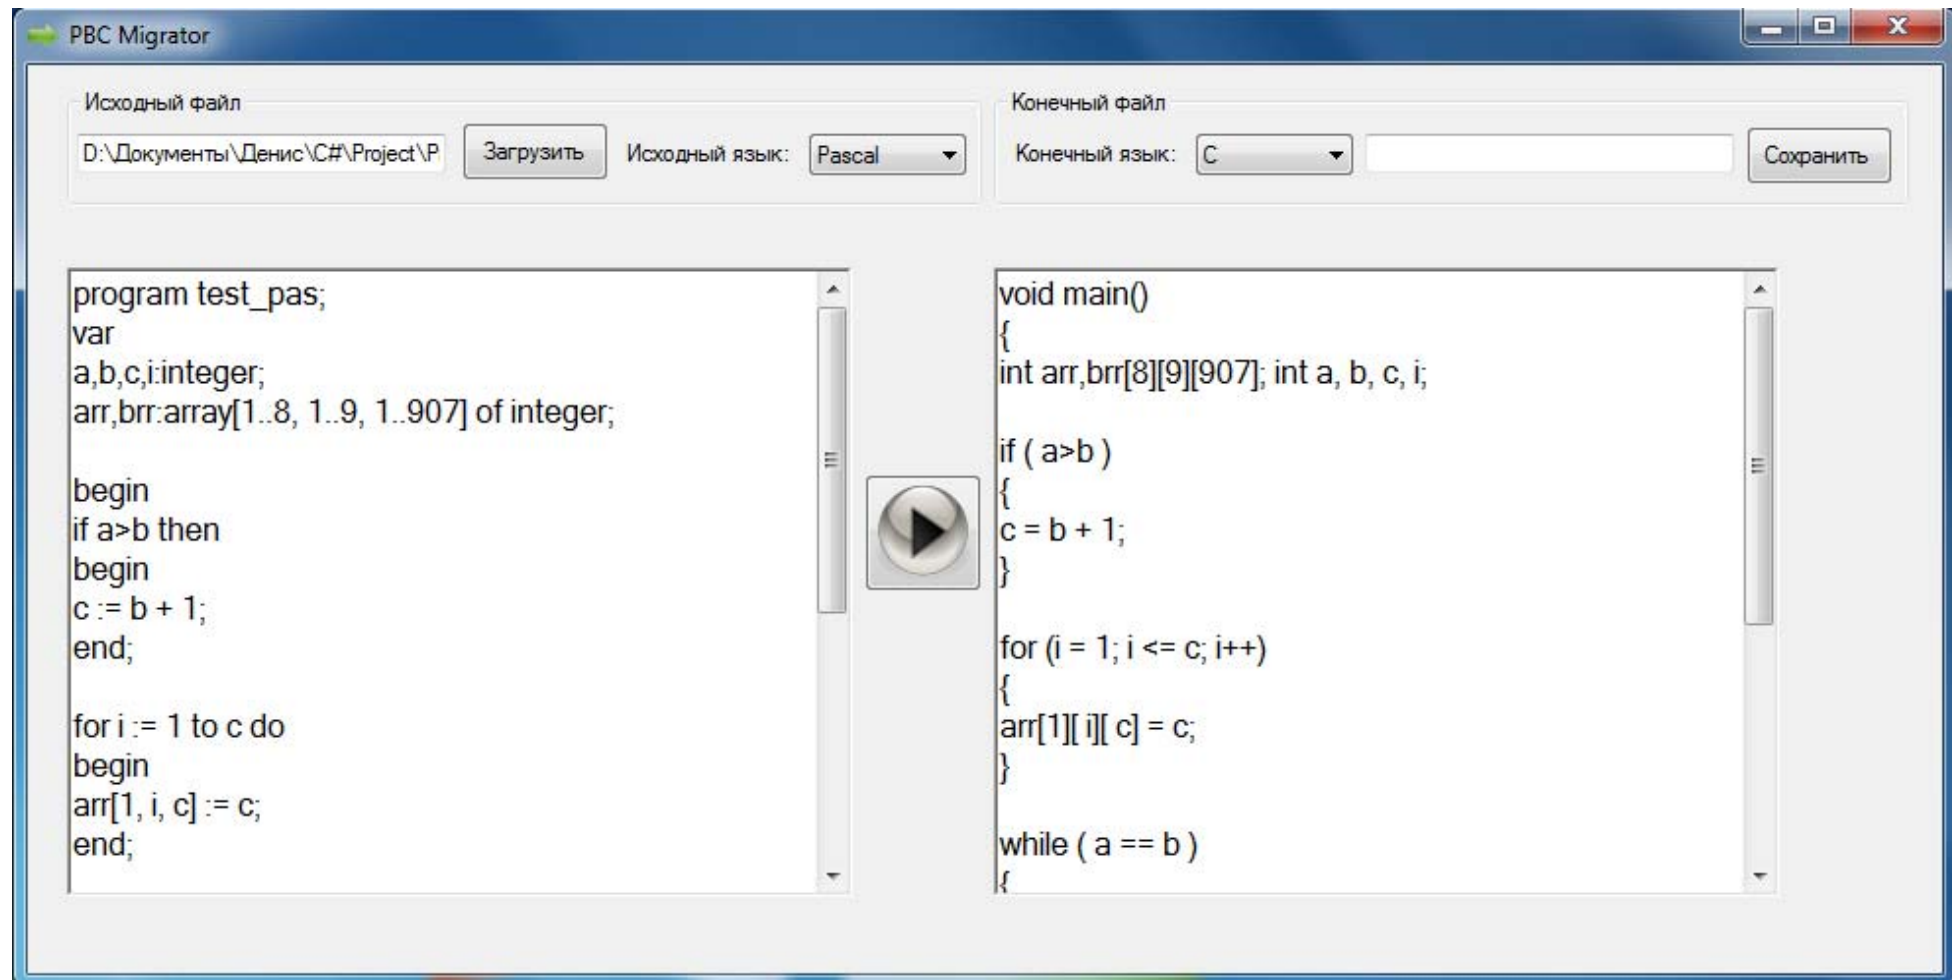 PBC Migrator
Исходный файл
D:\Документы\Денис\C#\Project\P
Загрузить
Исходный язык:
Pascal
Конечный файл
Конечный язык:
C
Сохранить
program test_pas;
var
a,b,c,i:integer;
arr,brr:array[1..8, 1..9, 1..907] of integer;
begin
if a>b then
begin
c := b + 1;
end;
for i := 1 to c do
begin
arr[1, i, c] := c;
end;
void main()
{
int arr,brr[8][9][907]; int a, b, c, i;
if ( a>b )
{
c = b + 1;
}
for (i = 1; i <= c; i++)
{
arr[1][ i][ c] = c;
}
while ( a == b )
{